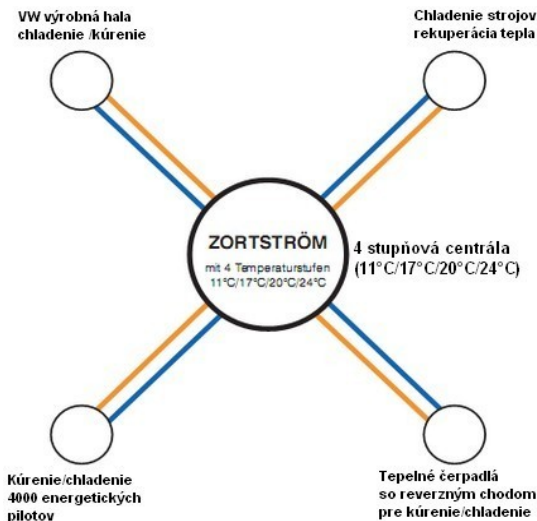 VW výrobná hala
chladenie /kúrenie
Chladenie strojov
rekuperácia tepla
ZORTSTRÖM
mit 4 Temperaturstufen
11°C/17°C/20°C/24°C
4 stupňová centrála
(11°C/17°C/20°C/24°C)
Kúrenie/chladenie
4000 energetických
pilotov
Tepelné čerpadlá
so reverzným chodom
pre kúrenie/chladenie